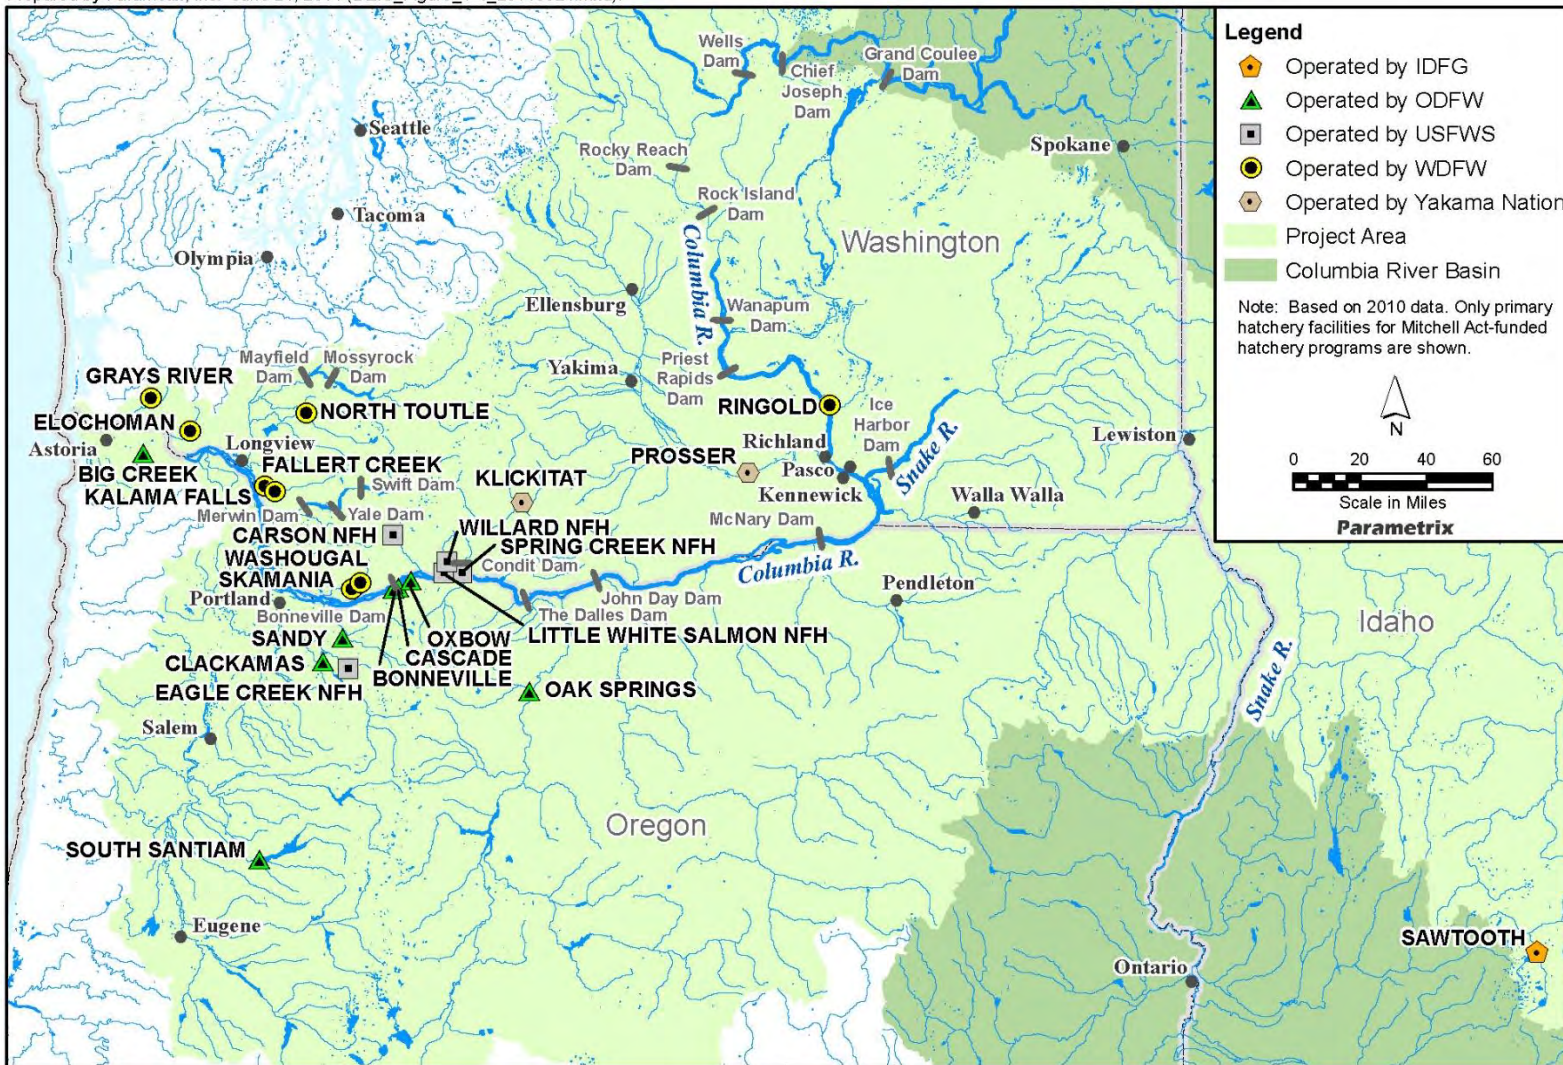 Legend
Operated by IDFG
Operated by ODFW
Operated by USFWS
Operated by WDFW
Operated by Yakama Nation
Project Area
Columbia River Basin
Note: Based on 2010 data. Only primary
hatchery facilities for Mitchell Act-funded
hatchery programs are shown.
N
0 20 40 60
Scale in Miles
Parametrix
Wells
Dam
Chief
Joseph
Dam
Grand Coulee
Dam
Seattle
Spokane
Rocky Reach
Dam
Rock Island
Dam
Tacoma
Washington
Olympia
Columbia R.
Ellensburg
Wanapum
Dam
Mayfield
Dam
Mossyrock
Dam
Yakima
Priest
Rapids
Dam
GRAYS RIVER
NORTH TOUTLE
RINGOLD
Ice
Harbor
Dam
ELOCHOMAN
Astoria
Longview
Richland
Pasco
Kennewick
Snake R.
Lewiston
BIG CREEK
FALLERT CREEK
KALAMA FALLS
Swift Dam
KLICKITAT
PROSSER
Walla Walla
Merwin Dam
Yale Dam
McNary Dam
CARSON NFH
WILLARD NFH
SPRING CREEK NFH
Condit Dam
WASHOUGAL
SKAMANIA
Columbia R.
Pendleton
Portland
Bonneville Dam
John Day Dam
The Dalles Dam
SANDY
OXBOW
CASCADE
BONNEVILLE
LITTLE WHITE SALMON NFH
Idaho
CLACKAMAS
EAGLE CREEK NFH
OAK SPRINGS
Snake R.
Salem
Oregon
SOUTH SANTIAM
Eugene
SAWTOOTH
Ontario